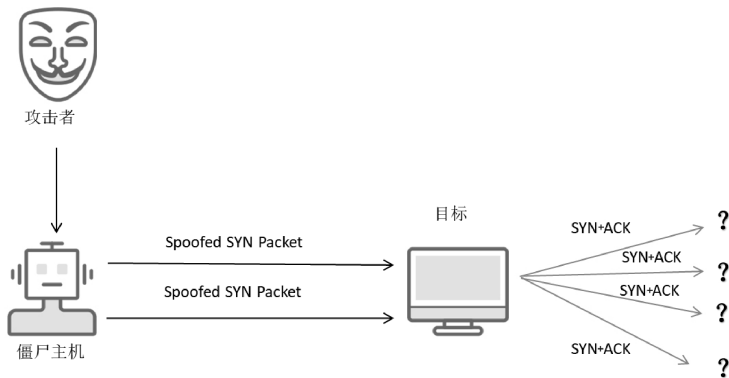 攻击者
目标
SYN+ACK
?
Spoofed SYN Packet
SYN+ACK
?
Spoofed SYN Packet
SYN+ACK
?
僵尸主机
SYN+ACK
?